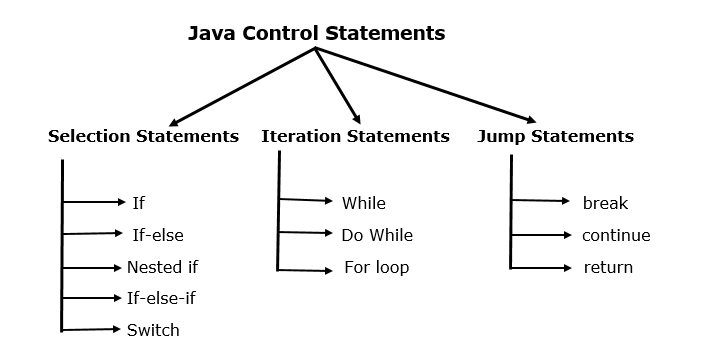 Java Control Statements
Selection Statements
If
If-else
Nested if
If-else-if
Switch
Iteration Statements
While
Do While
For loop
Jump Statements
break
continue
return